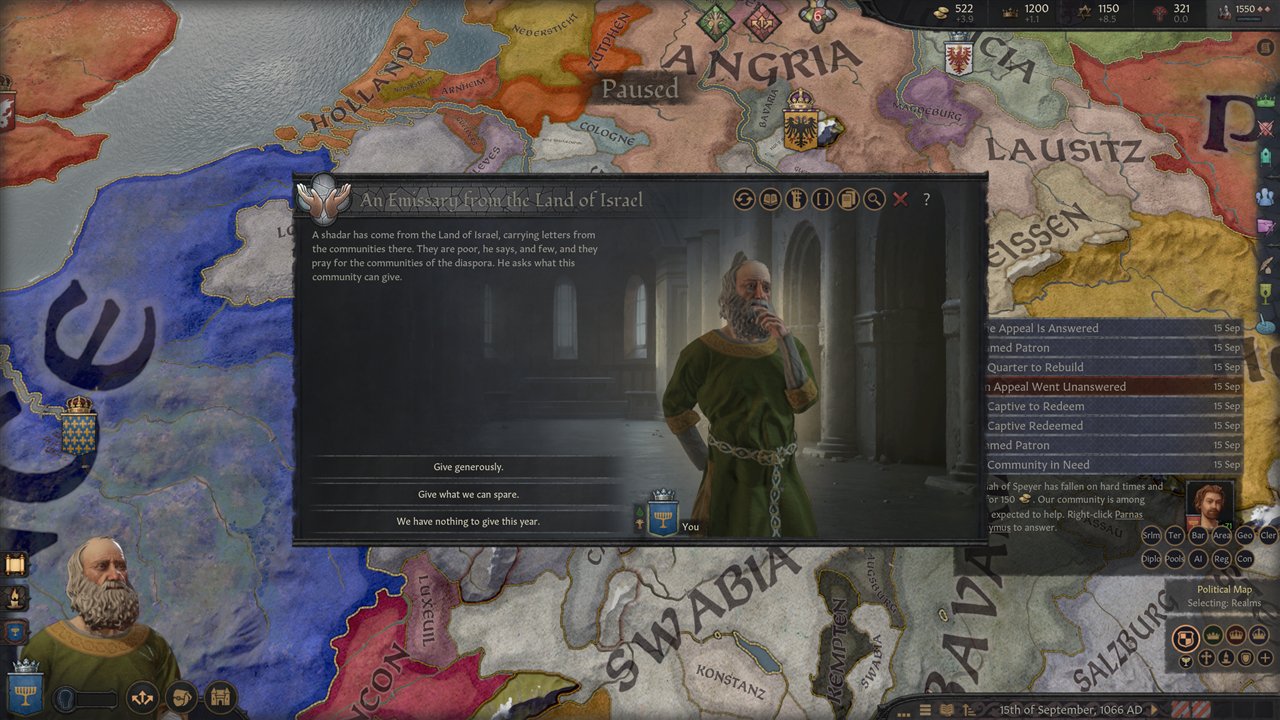 522
+3.9
1200
+1.1
1150
+8.5
321
0.0
1550
6
NEDERSTICHT
ZUTPHEN
ANGRIA
HOLLAND
ARNHEIM
Paused
BAVARIA
MAGDEBURG
COLOGNE
LAUSITZ
An Emissary from the Land of Israel
?
A shadar has come from the Land of Israel, carrying letters from
the communities there. They are poor, he says, and few, and they
pray for the communities of the diaspora. He asks what this
community can give.
Give generously.
Give what we can spare.
We have nothing to give this year.
You
e Appeal Is Answered
15 Sep
med Patron
15 Sep
Quarter to Rebuild
15 Sep
n Appeal Went Unanswered
15 Sep
Captive to Redeem
15 Sep
Captive Redeemed
15 Sep
med Patron
15 Sep
Community in Need
15 Sep
ah of Speyer has fallen on hard times and
for 150 . Our community is among
expected to help. Right-click Parnas
ymus to answer.
Srlm
Ter
Bar
Area
Geo
Cler
Diplo
Pools
AI
Reg
Con
Political Map
Selecting: Realms
LUXEUIL
SWABIA
KONSTANZ
KEMPTEN
SWABIA
SALZBURG
15th of September, 1066 AD